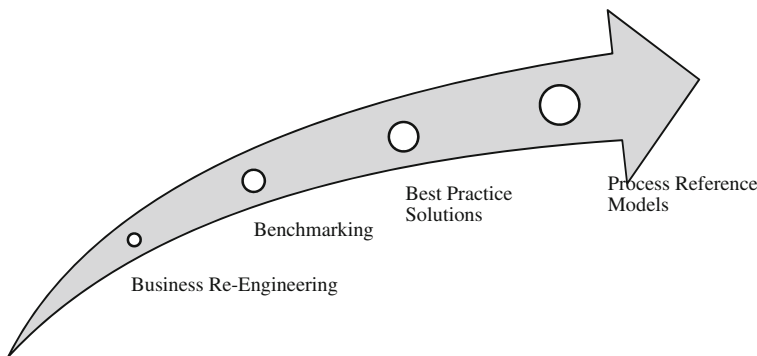 Business Re-Engineering
Benchmarking
Best Practice
Solutions
Process Reference
Models